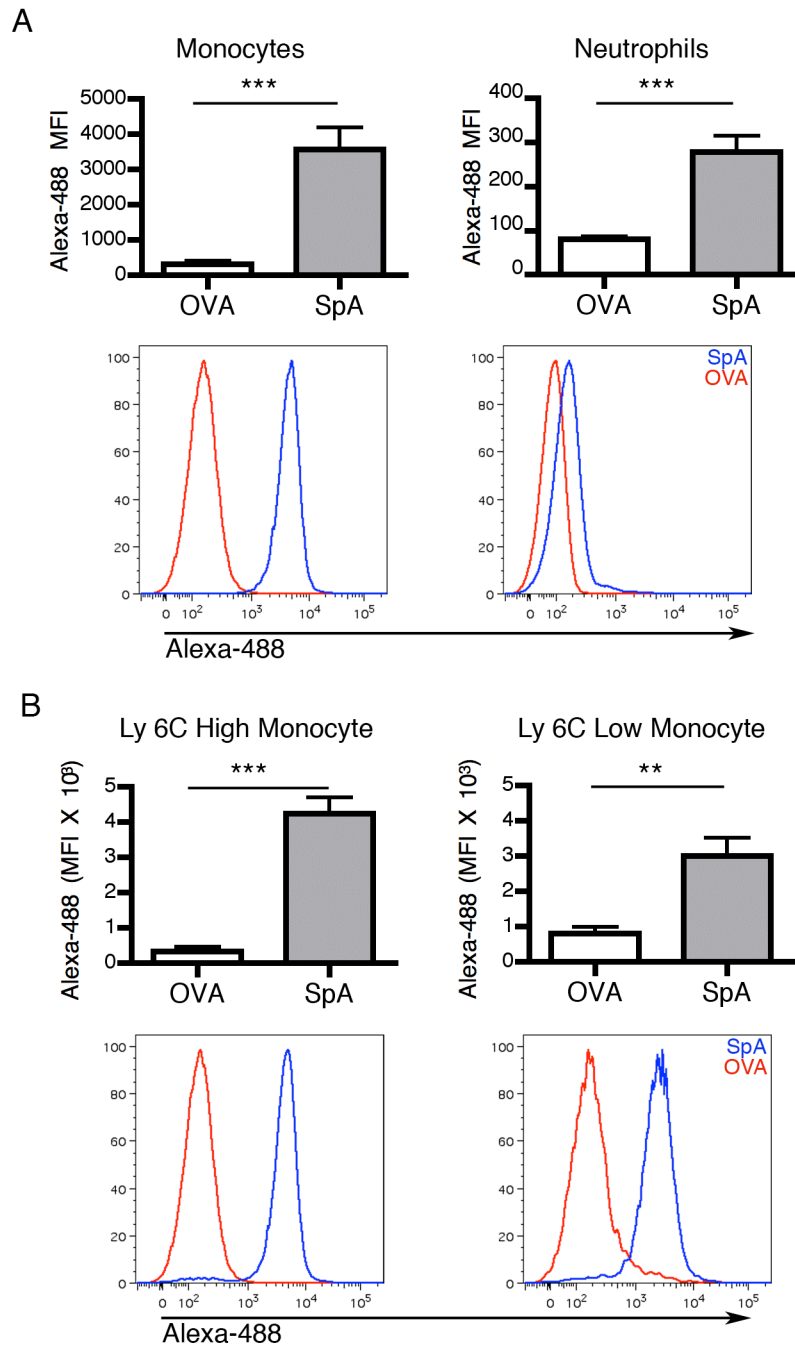 A
Monocytes
Neutrophils
***
***
Alexa-488 MFI
5000
4000
3000
2000
1000
0
OVA
SpA
Alexa-488 MFI
400
300
200
100
0
OVA
SpA
100
80
60
40
20
0
0 10² 10³ 10⁴ 10⁵
SpA
OVA
100
80
60
40
20
0
0 10² 10³ 10⁴ 10⁵
Alexa-488
B
Ly 6C High Monocyte
Ly 6C Low Monocyte
***
**
Alexa-488 (MFI X 10³)
5
4
3
2
1
0
OVA
SpA
Alexa-488 (MFI X 10³)
5
4
3
2
1
0
OVA
SpA
100
80
60
40
20
0
0 10² 10³ 10⁴ 10⁵
SpA
OVA
100
80
60
40
20
0
0 10² 10³ 10⁴ 10⁵
Alexa-488